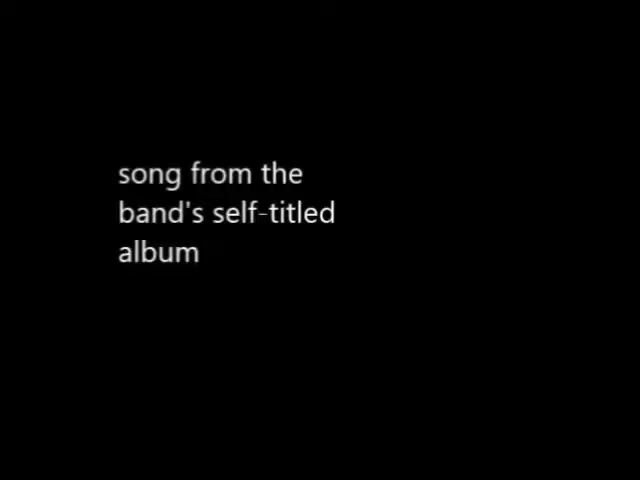 song from the
band's self-titled
album